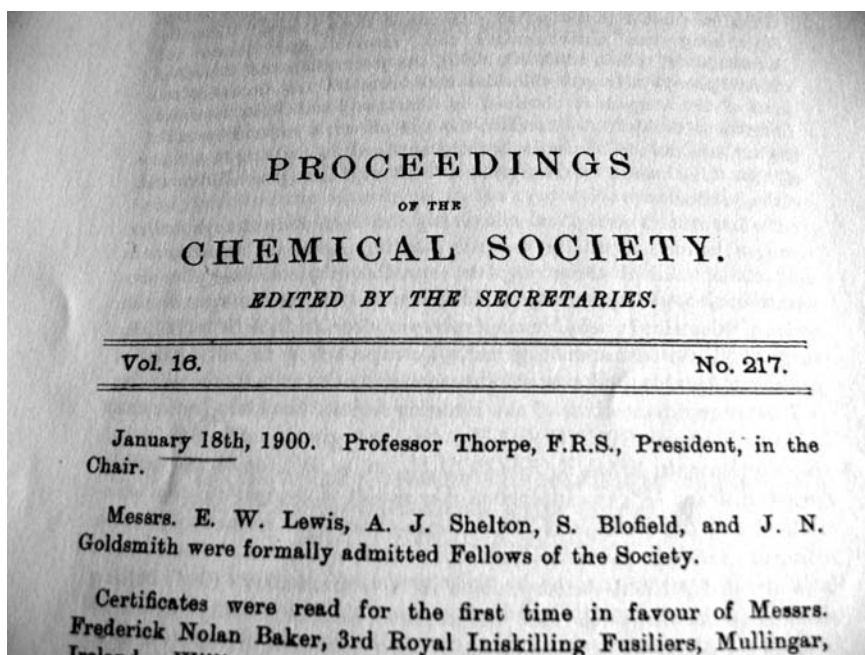 PROCEEDINGS
OF THE
CHEMICAL SOCIETY.
EDITED BY THE SECRETARIES.
Vol. 16. No. 217.
January 18th, 1900. Professor Thorpe, F.R.S., President, in the
Chair.
Messrs. E. W. Lewis, A. J. Shelton, S. Blofield, and J. N.
Goldsmith were formally admitted Fellows of the Society.
Certificates were read for the first time in favour of Messrs.
Frederick Nolan Baker, 3rd Royal Iniskilling Fusiliers, Mullingar,